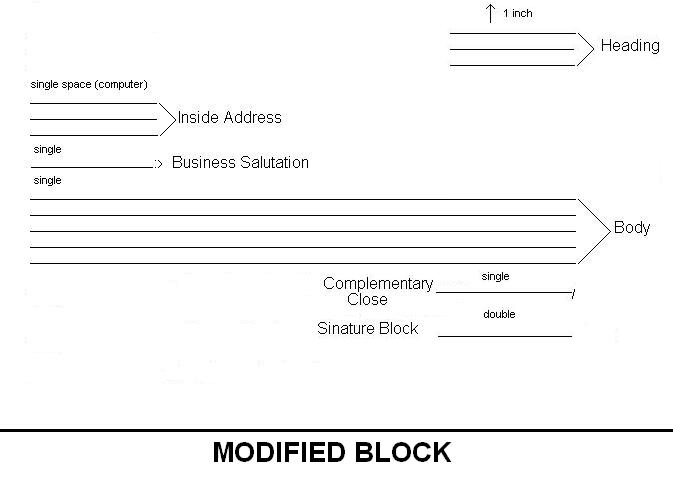 1 inch
Heading
single space (computer)
Inside Address
single
:> Business Salutation
single
Body
single
Complementary
Close
double
Sinature Block
MODIFIED BLOCK